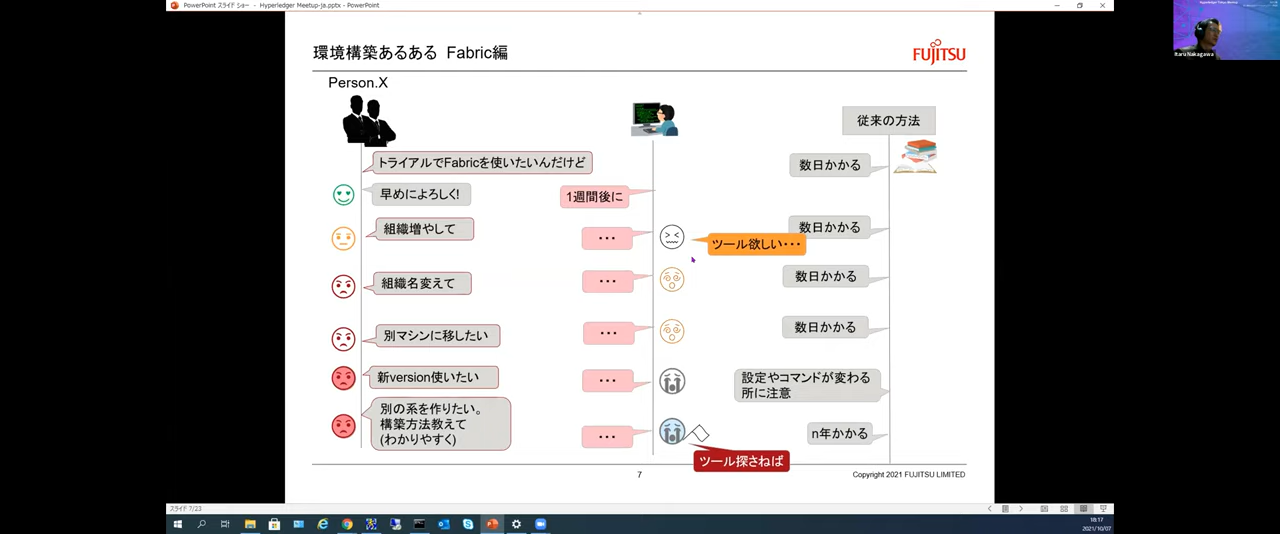 PowerPoint スライド ショー - Hyperledger Meetup-ja.pptx - PowerPoint
Itaru Nakagawa
環境構築あるある Fabric編
FUJITSU
Person.X
従来の方法
トライアルでFabricを使いたいんだけど
数日かかる
早めによろしく!
1週間後に
組織増やして
・・・
数日かかる
ツール欲しい・・・
組織名変えて
・・・
数日かかる
別マシンに移したい
・・・
数日かかる
新version使いたい
・・・
設定やコマンドが変わる
所に注意
別の系を作りたい。
構築方法教えて
(わかりやすく)
・・・
n年かかる
ツール探さねば
7
Copyright 2021 FUJITSU LIMITED
スライド 7/23
18:17
2021/10/07